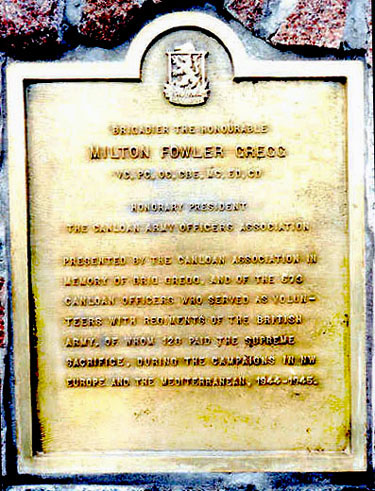 BRIGADIER THE HONOURABLE
MILTON FOWLER GREGG
VC, PC, OC, CBE, MC, ED, CD
HONORARY PRESIDENT
THE CANLOAN ARMY OFFICERS ASSOCIATION
PRESENTED BY THE CANLOAN ASSOCIATION IN
MEMORY OF BRIG GREGG, AND OF THE 673
CANLOAN OFFICERS WHO SERVED AS VOLUN-
TEERS WITH REGIMENTS OF THE BRITISH
ARMY, OF WHOM 128 PAID THE SUPREME
SACRIFICE, DURING THE CAMPAIGNS IN NW
EUROPE AND THE MEDITERRANEAN, 1944-1945.